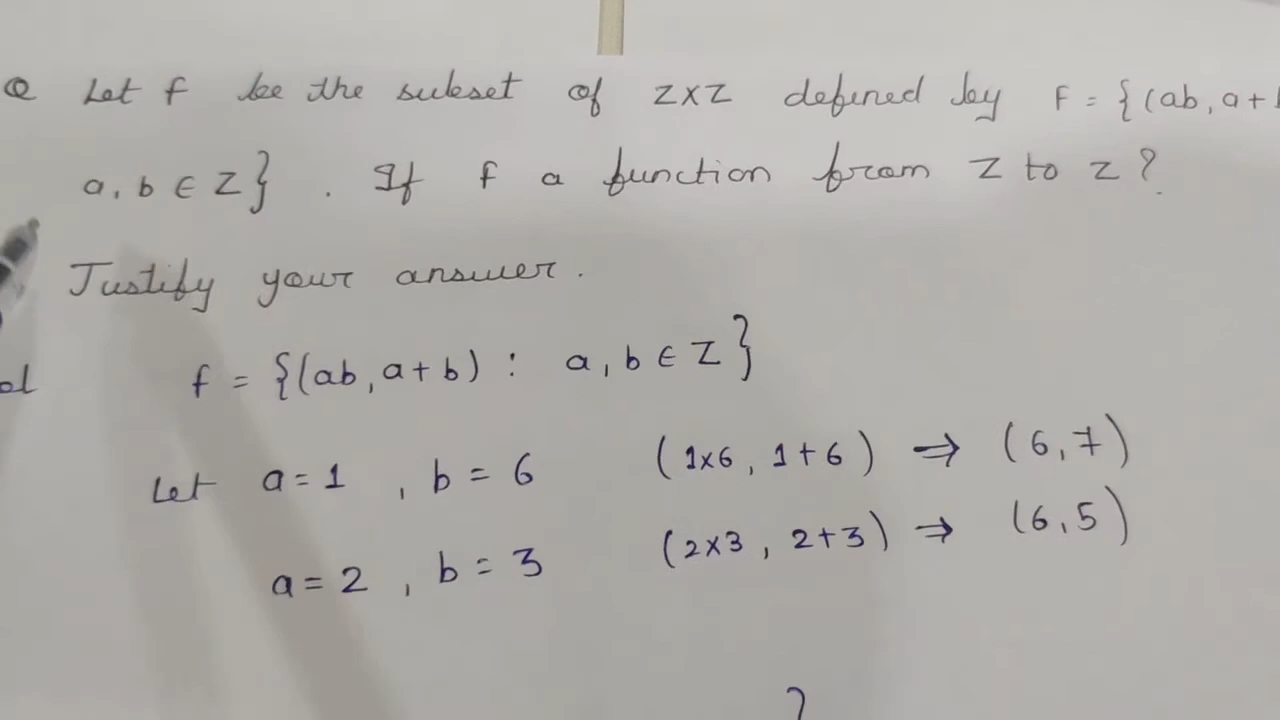 Q Let f be the subset of Z×Z defined by F = {(ab, a+
a, b ∈ Z} . If f a function from Z to Z?
Justify your answer.
ol f = {(ab, a+b) : a, b ∈ Z}
Let a=1 , b = 6 (1×6, 1+6) ⇒ (6,7)
a=2 , b = 3 (2×3, 2+3) ⇒ (6,5)